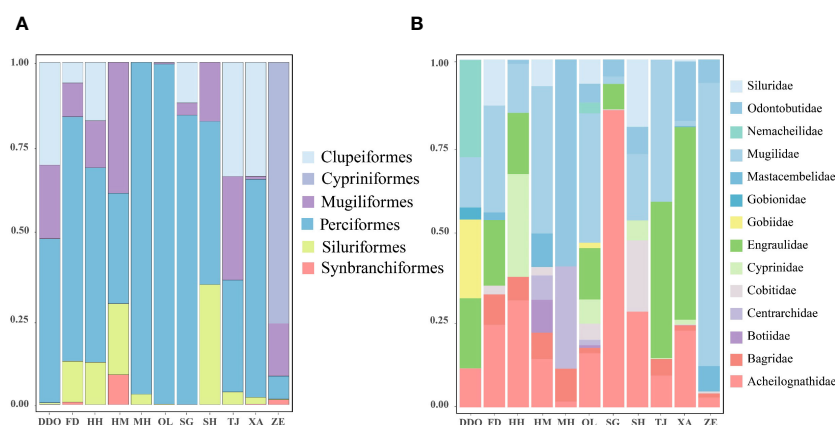 A
B
1.00
0.75
0.50
0.25
0.00
DDO FD HH HM MH OL SG SH TJ XA ZE
Clupeiformes
Cypriniformes
Mugiliformes
Perciformes
Siluriformes
Synbranchiformes
1.00
0.75
0.50
0.25
0.00
DDO FD HH HM MH OL SG SH TJ XA ZE
Siluridae
Odontobutidae
Nemacheilidae
Mugilidae
Mastacembelidae
Gobionidae
Gobiidae
Engraulidae
Cyprinidae
Cobitidae
Centrarchidae
Botiidae
Bagridae
Acheilognathidae